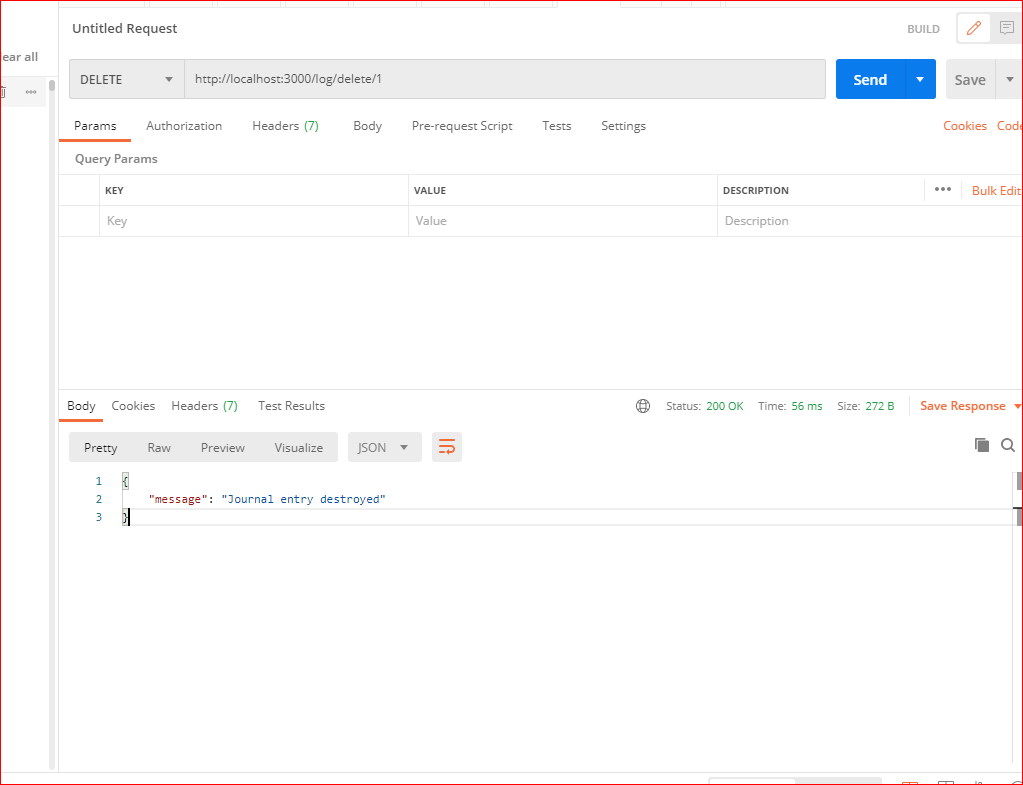 Untitled Request
BUILD
ear all
DELETE
http://localhost:3000/log/delete/1
Send
Save
Params Authorization Headers (7) Body Pre-request Script Tests Settings
Cookies Code
Query Params
KEY VALUE DESCRIPTION
Bulk Edit
Key Value Description
Body Cookies Headers (7) Test Results
Status: 200 OK Time: 56 ms Size: 272 B
Save Response
Pretty Raw Preview Visualize JSON
1 {
2 "message": "Journal entry destroyed"
3 }